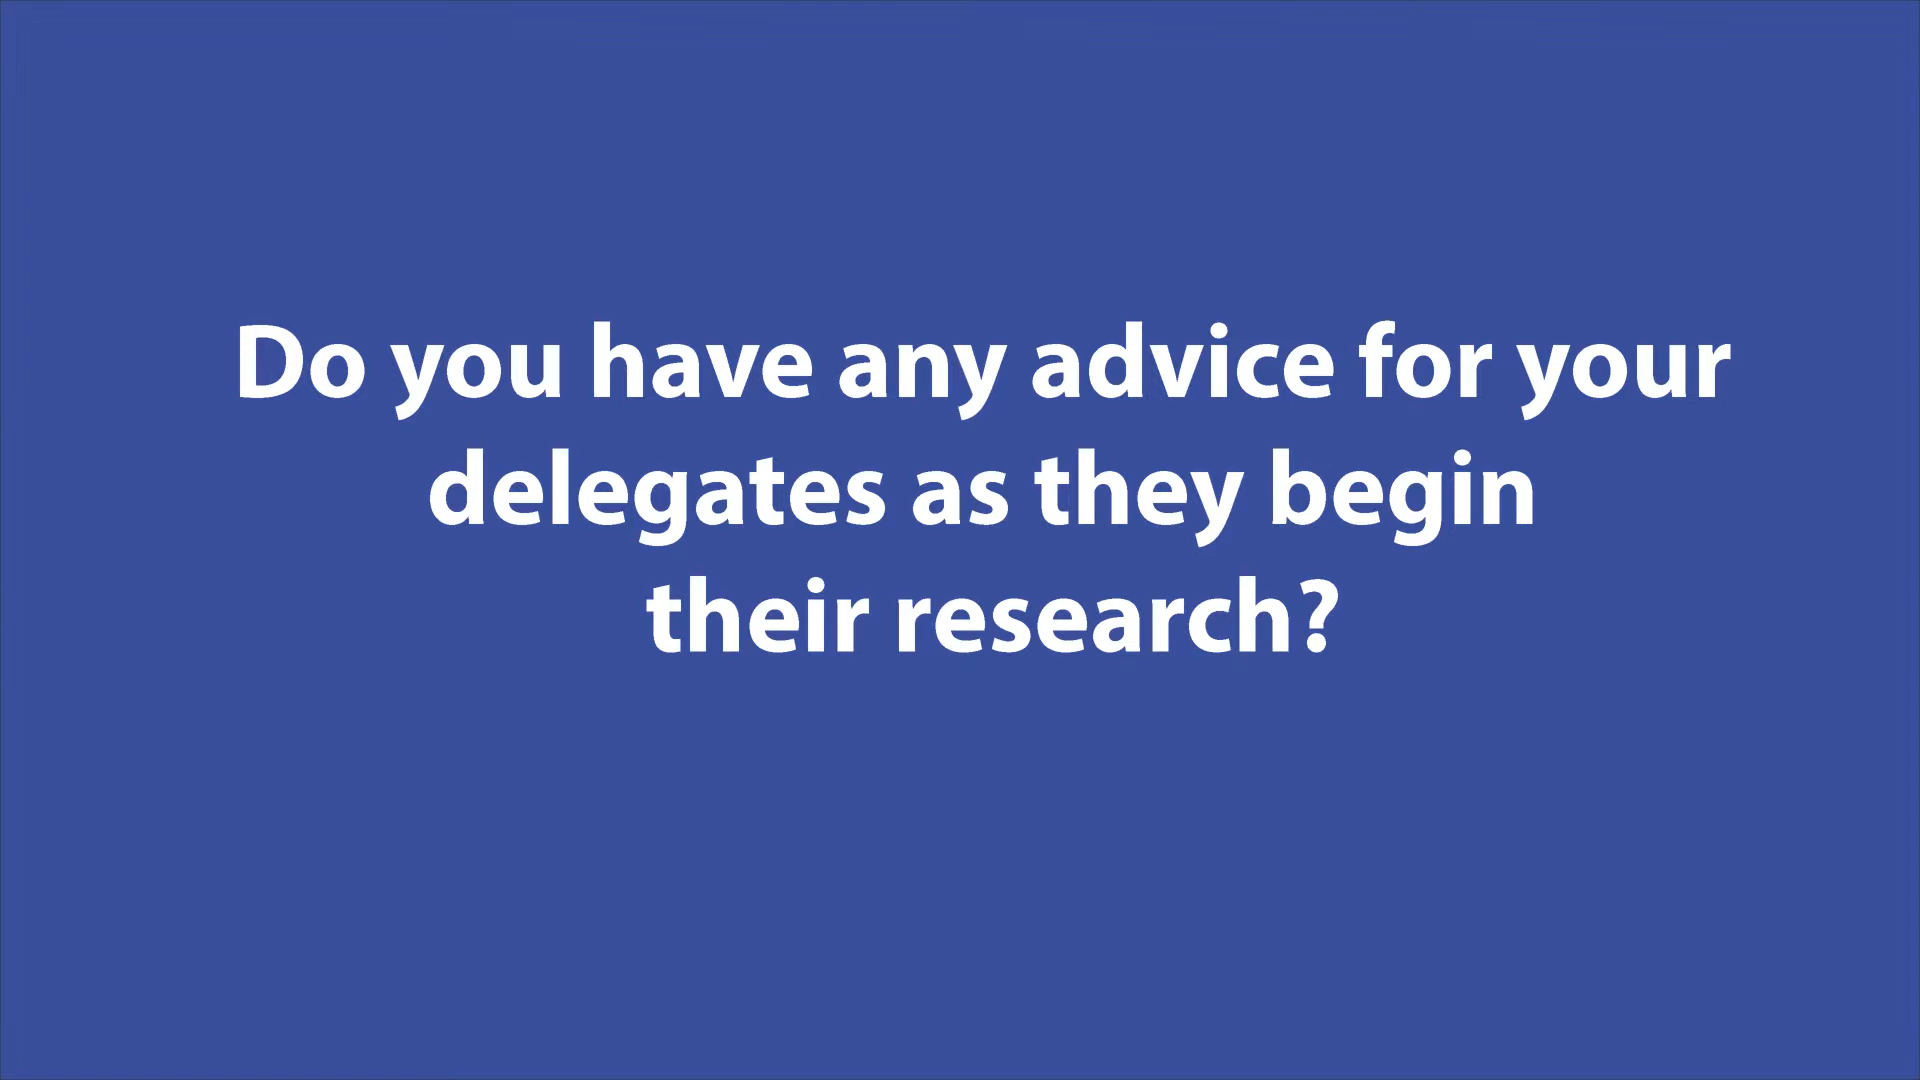 Do you have any advice for your
delegates as they begin
their research?